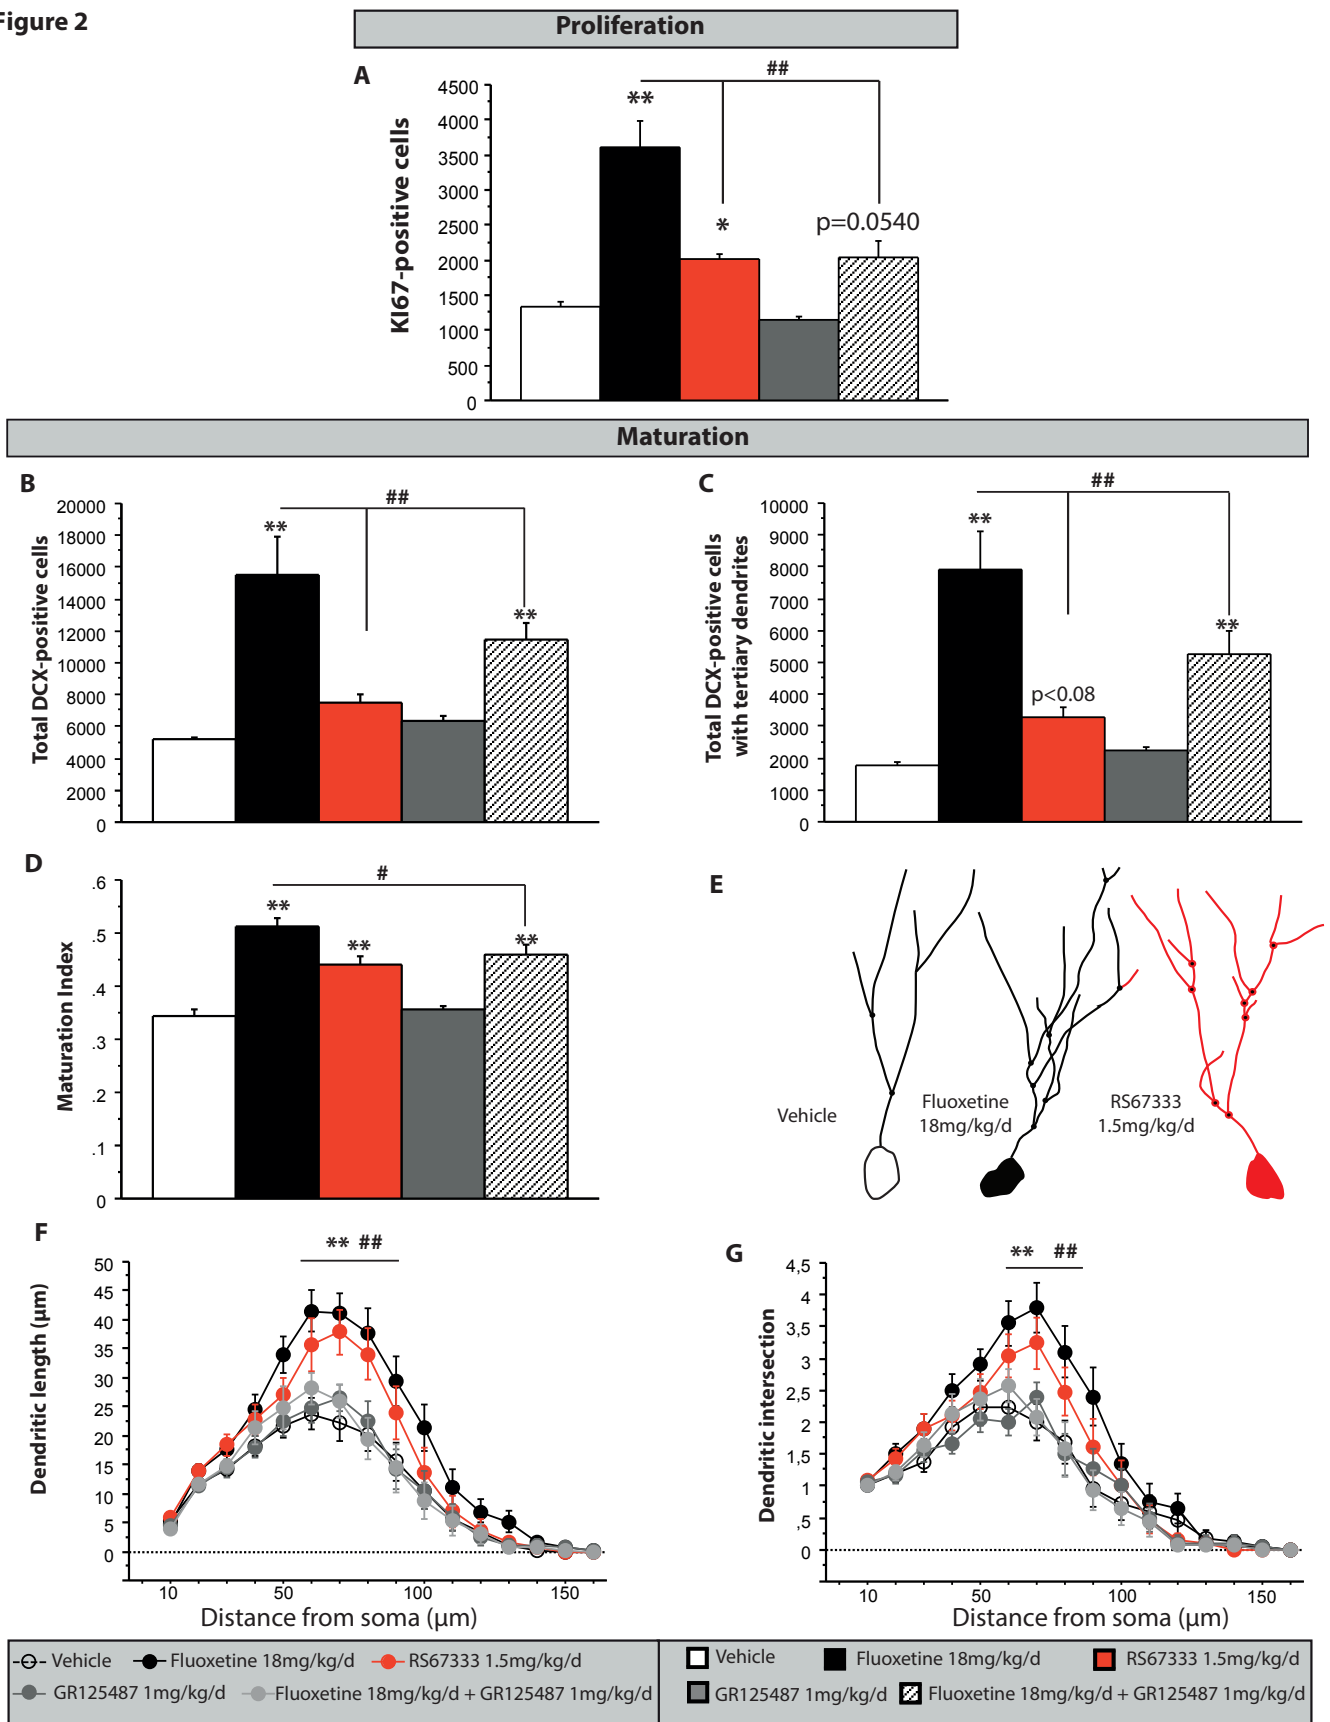 Figure 2
Proliferation
A
##
4500
4000
3500
3000
2500
2000
1500
1000
500
0
KI67-positive cells
**
*
p=0.0540
Maturation
B
##
20000
18000
16000
14000
12000
10000
8000
6000
4000
2000
0
Total DCX-positive cells
**
**
C
##
10000
9000
8000
7000
6000
5000
4000
3000
2000
1000
0
Total DCX-positive cells
with tertiary dendrites
**
p<0.08
**
D
#
.6
.5
.4
.3
.2
.1
0
Maturation Index
**
**
**
E
Vehicle
Fluoxetine
18mg/kg/d
RS67333
1.5mg/kg/d
F
** ##
50
45
40
35
30
25
20
15
10
5
0
Dendritic length (µm)
10 50 100 150
Distance from soma (µm)
G
** ##
4,5
4
3,5
3
2,5
2
1,5
1
,5
0
Dendritic intersection
10 50 100 150
Distance from soma (µm)
Vehicle Fluoxetine 18mg/kg/d RS67333 1.5mg/kg/d
GR125487 1mg/kg/d Fluoxetine 18mg/kg/d + GR125487 1mg/kg/d
Vehicle Fluoxetine 18mg/kg/d RS67333 1.5mg/kg/d
GR125487 1mg/kg/d Fluoxetine 18mg/kg/d + GR125487 1mg/kg/d